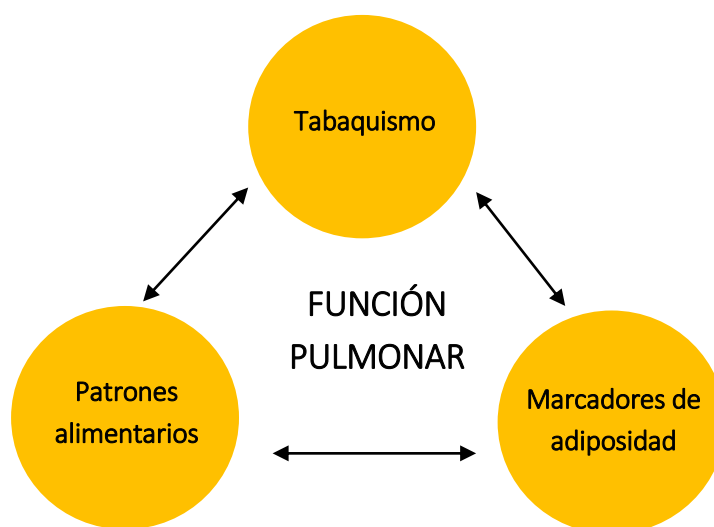 Tabaquismo
FUNCIÓN
PULMONAR
Patrones
alimentarios
Marcadores de
adiposidad